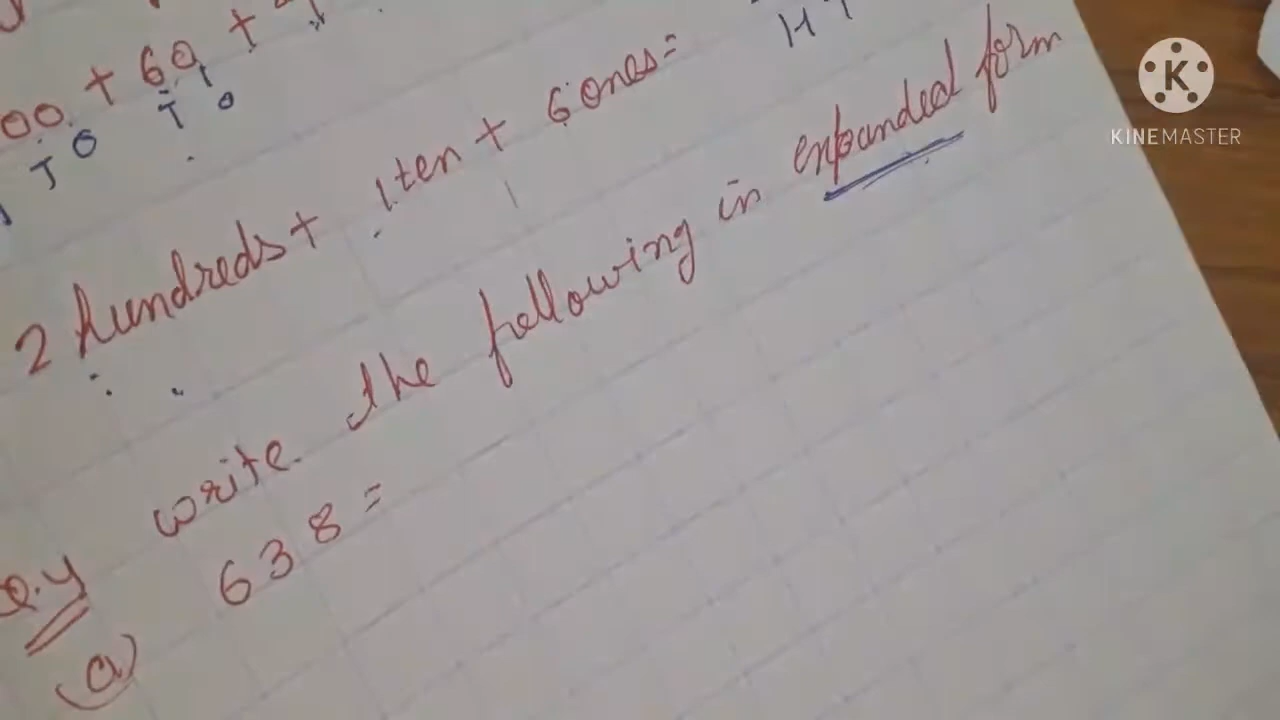 00 + 60 +
T O T O
H T
2 hundreds + 1 ten + 6 ones =
Q.4 write the following in expanded form
(a) 638 =
KINEMASTER